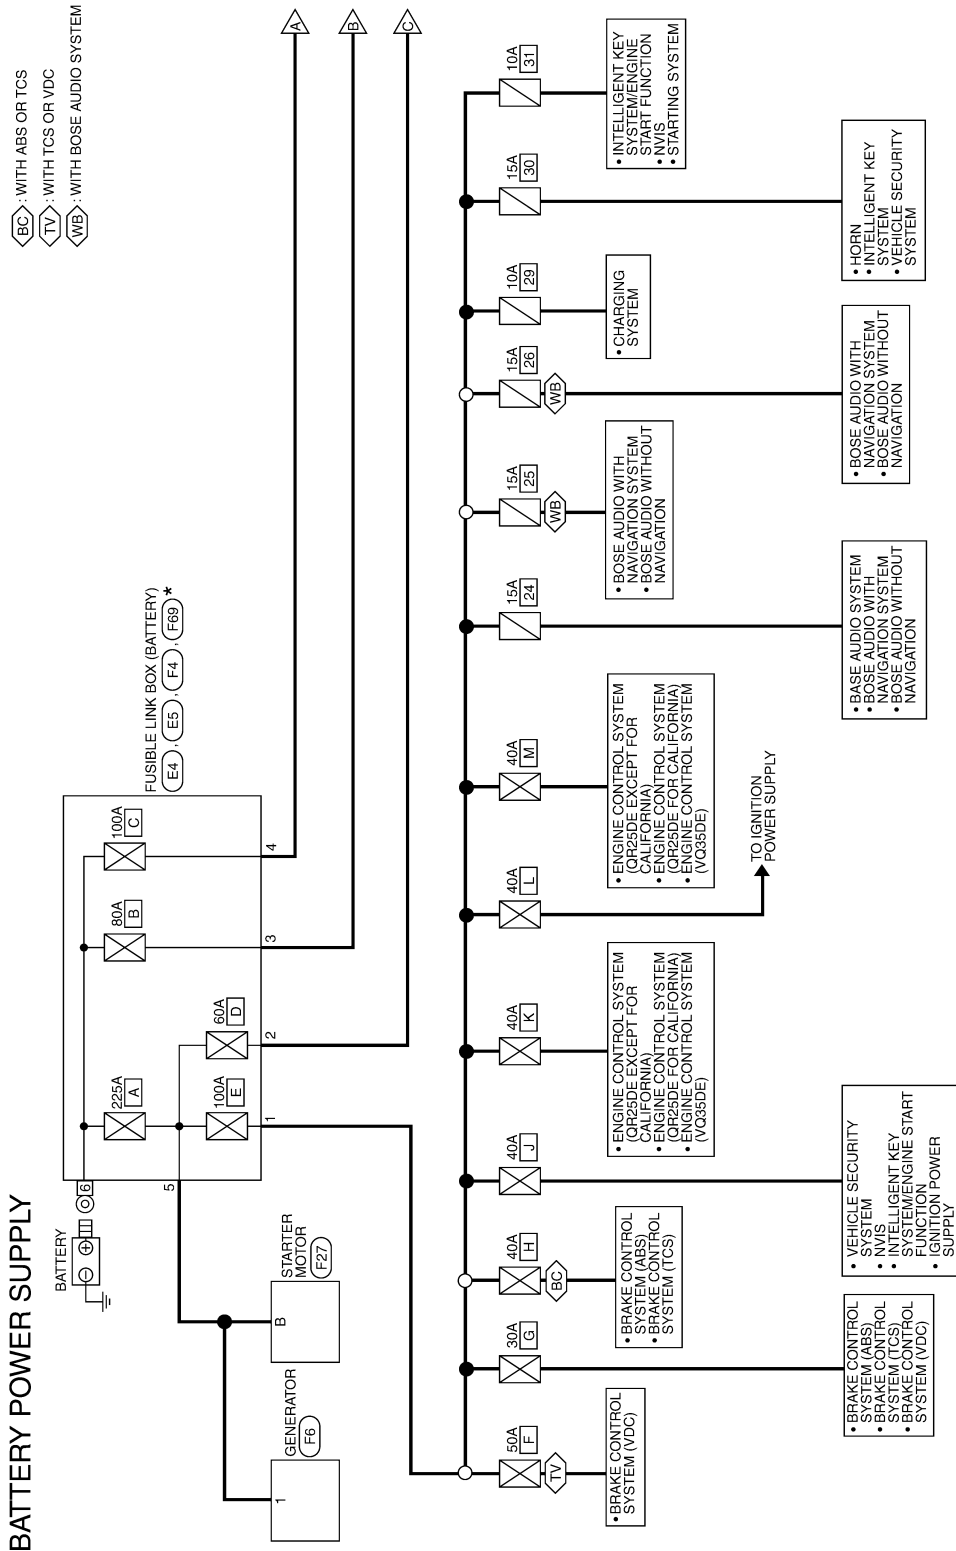 BATTERY POWER SUPPLY
BC : WITH ABS OR TCS
TV : WITH TCS OR VDC
WB : WITH BOSE AUDIO SYSTEM
BATTERY
6
5
225A
A
100A
E
60A
D
80A
B
100A
C
1
2
3
4
FUSIBLE LINK BOX (BATTERY)
E4 , E5 , F4 , F69 *
A
B
C
GENERATOR
F6
1
STARTER
MOTOR
F27
B
50A
F
TV
• BRAKE CONTROL
SYSTEM (VDC)
30A
G
• BRAKE CONTROL
SYSTEM (ABS)
• BRAKE CONTROL
SYSTEM (TCS)
• BRAKE CONTROL
SYSTEM (VDC)
40A
H
BC
• BRAKE CONTROL
SYSTEM (ABS)
• BRAKE CONTROL
SYSTEM (TCS)
40A
J
• VEHICLE SECURITY
SYSTEM
• NVIS
• INTELLIGENT KEY
SYSTEM/ENGINE START
FUNCTION
• IGNITION POWER
SUPPLY
40A
K
• ENGINE CONTROL SYSTEM
(QR25DE EXCEPT FOR
CALIFORNIA)
• ENGINE CONTROL SYSTEM
(QR25DE FOR CALIFORNIA)
• ENGINE CONTROL SYSTEM
(VQ35DE)
40A
L
TO IGNITION
POWER SUPPLY
40A
M
• ENGINE CONTROL SYSTEM
(QR25DE EXCEPT FOR
CALIFORNIA)
• ENGINE CONTROL SYSTEM
(QR25DE FOR CALIFORNIA)
• ENGINE CONTROL SYSTEM
(VQ35DE)
15A
24
• BASE AUDIO SYSTEM
• BOSE AUDIO WITH
NAVIGATION SYSTEM
• BOSE AUDIO WITHOUT
NAVIGATION
15A
25
WB
• BOSE AUDIO WITH
NAVIGATION SYSTEM
• BOSE AUDIO WITHOUT
NAVIGATION
15A
26
WB
• BOSE AUDIO WITH
NAVIGATION SYSTEM
• BOSE AUDIO WITHOUT
NAVIGATION
10A
29
• CHARGING
SYSTEM
15A
30
• HORN
• INTELLIGENT KEY
SYSTEM
• VEHICLE SECURITY
SYSTEM
10A
31
• INTELLIGENT KEY
SYSTEM/ENGINE
START FUNCTION
• NVIS
• STARTING SYSTEM